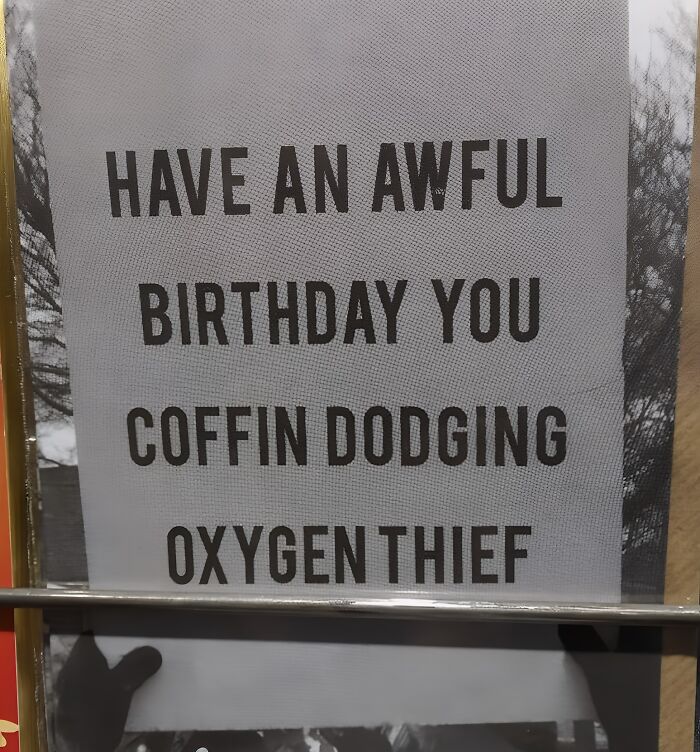 HAVE AN AWFUL
BIRTHDAY YOU
COFFIN DODGING
OXYGEN THIEF